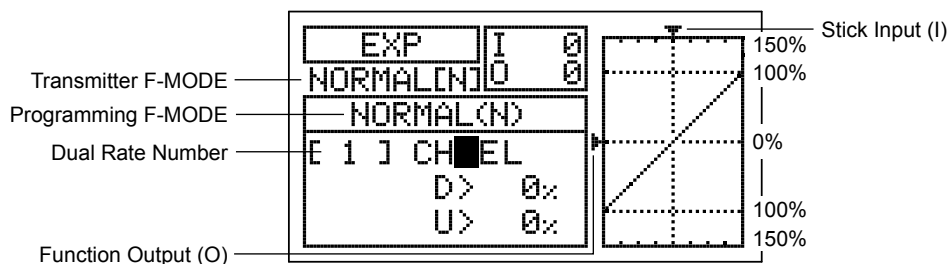 Stick Input (I)
EXP
I 0
150%
Transmitter F-MODE
NORMAL[N]
O 0
100%
Programming F-MODE
NORMAL(N)
Dual Rate Number
[ 1 ] CH EL
0%
D> 0%
U> 0%
100%
150%
Function Output (O)